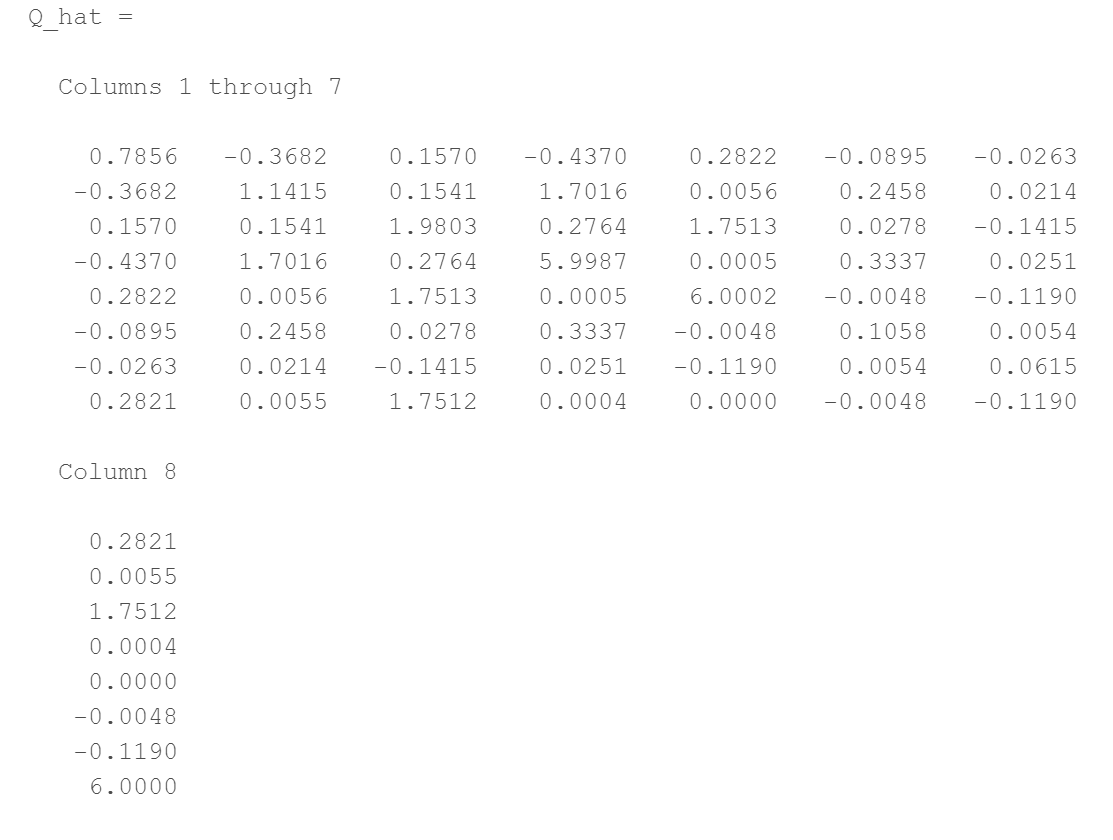 Q_hat =
Columns 1 through 7
0.7856 -0.3682 0.1570 -0.4370 0.2822 -0.0895 -0.0263
-0.3682 1.1415 0.1541 1.7016 0.0056 0.2458 0.0214
0.1570 0.1541 1.9803 0.2764 1.7513 0.0278 -0.1415
-0.4370 1.7016 0.2764 5.9987 0.0005 0.3337 0.0251
0.2822 0.0056 1.7513 0.0005 6.0002 -0.0048 -0.1190
-0.0895 0.2458 0.0278 0.3337 -0.0048 0.1058 0.0054
-0.0263 0.0214 -0.1415 0.0251 -0.1190 0.0054 0.0615
0.2821 0.0055 1.7512 0.0004 0.0000 -0.0048 -0.1190
Column 8
0.2821
0.0055
1.7512
0.0004
0.0000
-0.0048
-0.1190
6.0000